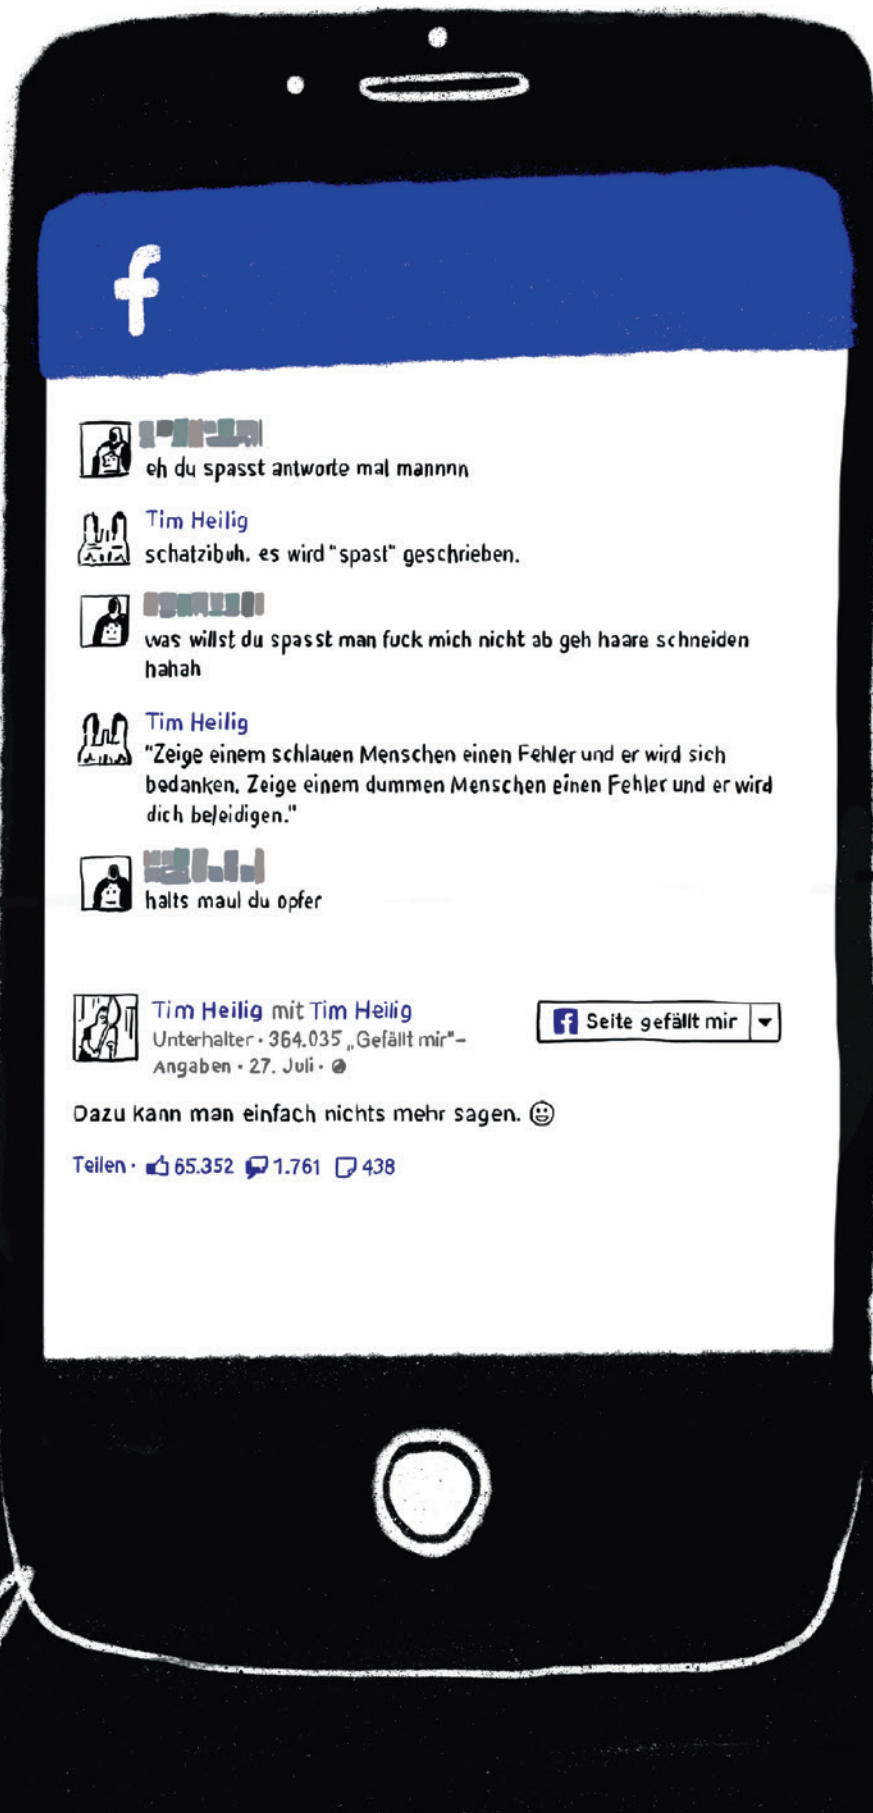 f
eh du spasst antworte mal mannnn
Tim Heilig
schatzibuh. es wird "spast" geschrieben.
was willst du spasst man fuck mich nicht ab geh haare schneiden
hahah
Tim Heilig
"Zeige einem schlauen Menschen einen Fehler und er wird sich
bedanken. Zeige einem dummen Menschen einen Fehler und er wird
dich beleidigen."
halts maul du opfer
Tim Heilig mit Tim Heilig
f Seite gefällt mir
Unterhalter · 364.035 „Gefällt mir"-
Angaben · 27. Juli ·
Dazu kann man einfach nichts mehr sagen. 😃
Teilen · 65.352 1.761 438